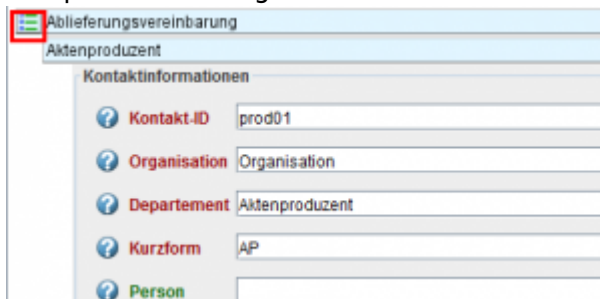 Ablieferungsvereinbarung
Aktenproduzent
Kontaktinformationen
Kontakt-ID prod01
Organisation Organisation
Departement Aktenproduzent
Kurzform AP
Person